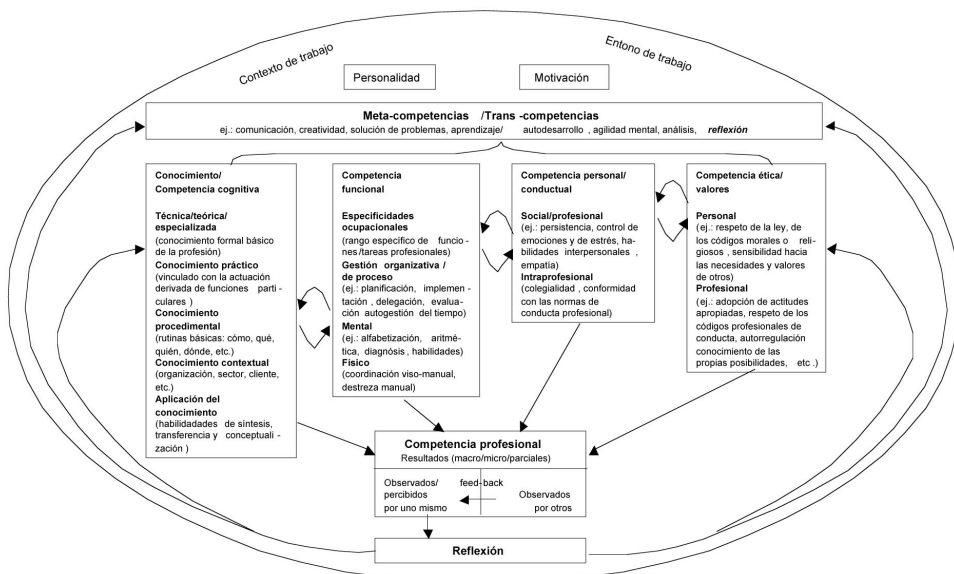 Contexto de trabajo
Entono de trabajo
Personalidad
Motivación
Meta-competencias /Trans -competencias
ej.: comunicación, creatividad, solución de problemas, aprendizaje/ autodesarrollo , agilidad mental, análisis, reflexión
Conocimiento/
Competencia cognitiva
Técnica/teórica/
especializada
(conocimiento formal básico
de la profesión)
Conocimiento práctico
(vinculado con la actuación
derivada de funciones parti -
culares )
Conocimiento
procedimental
(rutinas básicas: cómo, qué,
quién, dónde, etc.)
Conocimiento contextual
(organización, sector, cliente,
etc.)
Aplicación del
conocimiento
(habilidadades de síntesis,
transferencia y conceptuali -
zación )
Competencia
funcional
Especificidades
ocupacionales
(rango específico de funcio -
nes/tareas profesionales)
Gestión organizativa /
de proceso
(ej.: planificación, implemen -
tación , delegación, evalua-
ción autogestión del tiempo)
Mental
(ej.: alfabetización, aritmé-
tica, diagnósis , habilidades)
Físico
(coordinación viso-manual,
destreza manual)
Competencia personal/
conductual
Social/profesional
(ej.: persistencia, control de
emociones y de estrés, ha-
bilidades interpersonales ,
empatía)
Intraprofesional
(colegialidad, conformidad
con las normas de
conducta profesional)
Competencia ética/
valores
Personal
(ej.: respeto de la ley, de
los códigos morales o reli-
giosos , sensibilidad hacia
las necesidades y valores
de otros)
Profesional
(ej.: adopción de actitudes
apropiadas, respeto de los
códigos profesionales de
conducta, autorregulación
conocimiento de las
propias posibilidades, etc .)
Competencia profesional
Resultados (macro/micro/parciales)
Observados/
percibidos
por uno mismo
feed-back
Observados
por otros
Reflexión